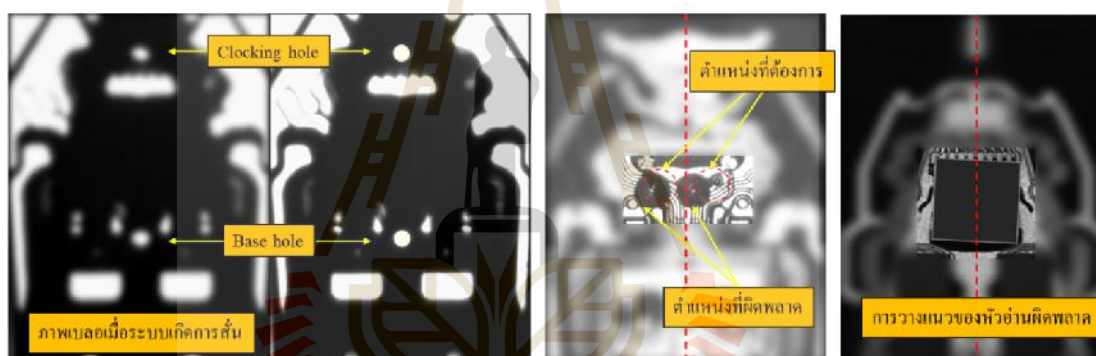 Clocking hole
ตำแหน่งที่ต้องการ
Base hole
ตำแหน่งที่ผิดพลาด
ภาพเบลอเมื่อระบบเกิดการสั่น
การวางแนวของหัวอ่านผิดพลาด